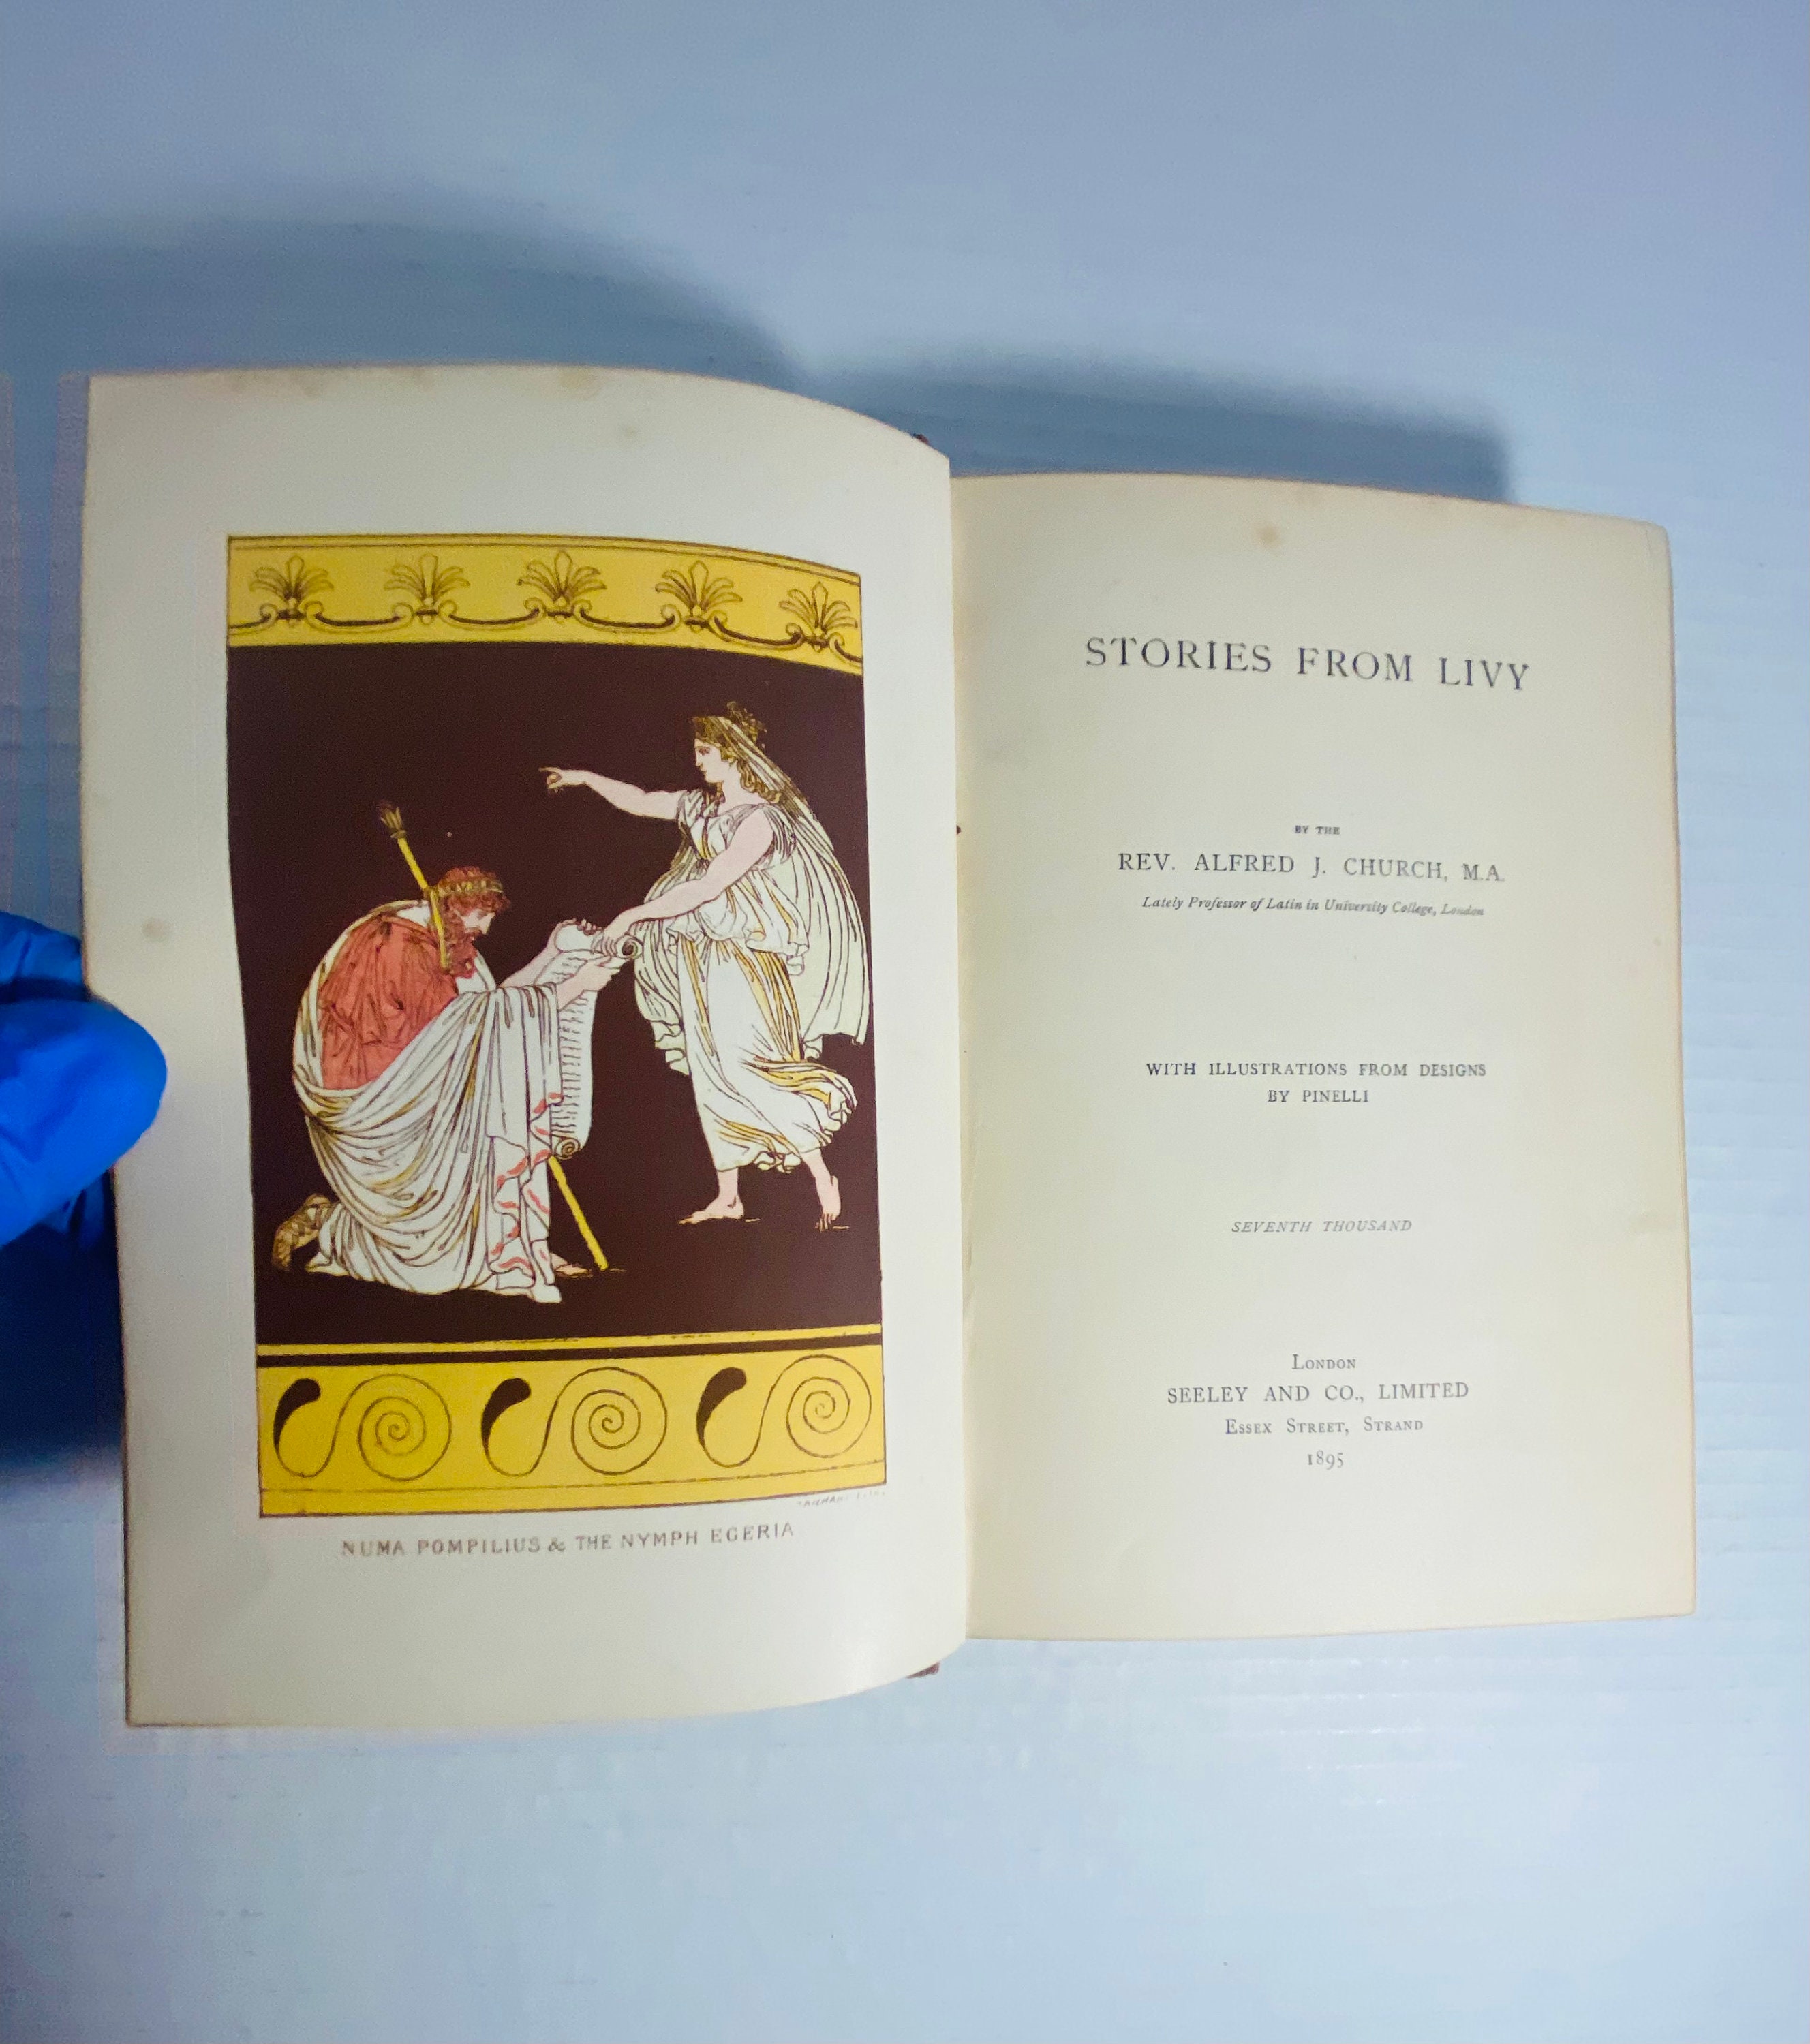 NUMA POMPILIUS & THE NYMPH EGERIA
STORIES FROM LIVY
BY THE
REV. ALFRED J. CHURCH, M.A.
Lately Professor of Latin in University College, London
WITH ILLUSTRATIONS FROM DESIGNS
BY PINELLI
SEVENTH THOUSAND
LONDON
SEELEY AND CO., LIMITED
ESSEX STREET, STRAND
1895